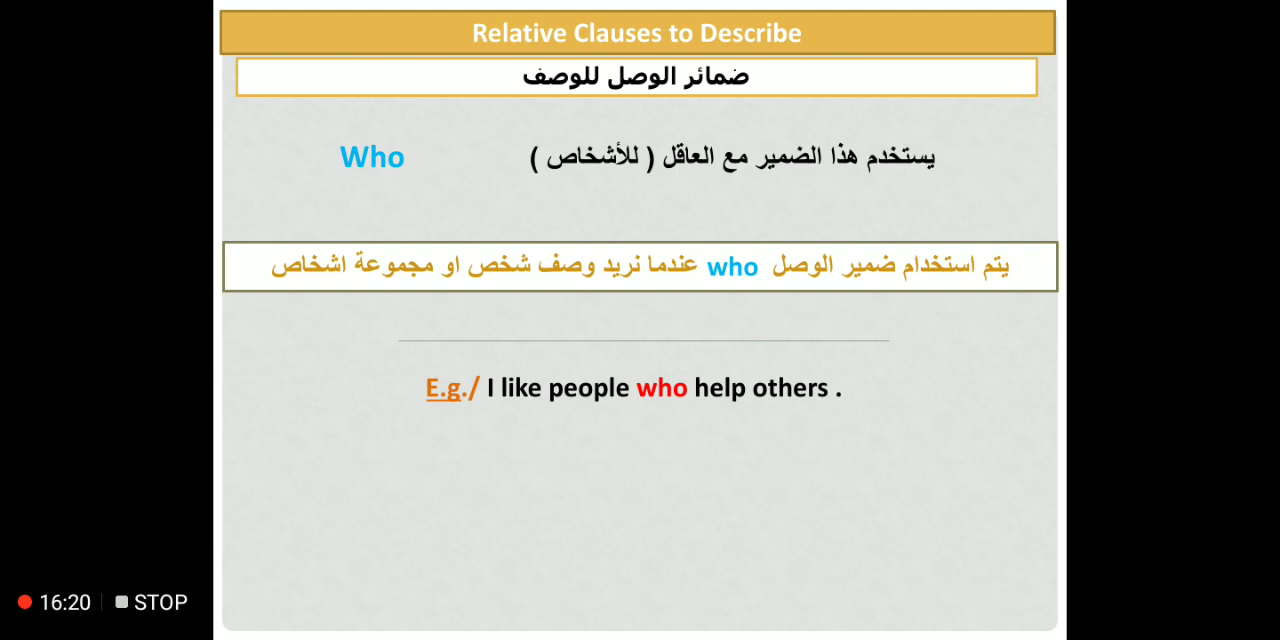 Relative Clauses to Describe
ضمائر الوصل للوصف
Who يستخدم هذا الضمير مع العاقل ( للأشخاص )
يتم استخدام ضمير الوصل who عندما نريد وصف شخص او مجموعة اشخاص
E.g./ I like people who help others .
16:20 STOP